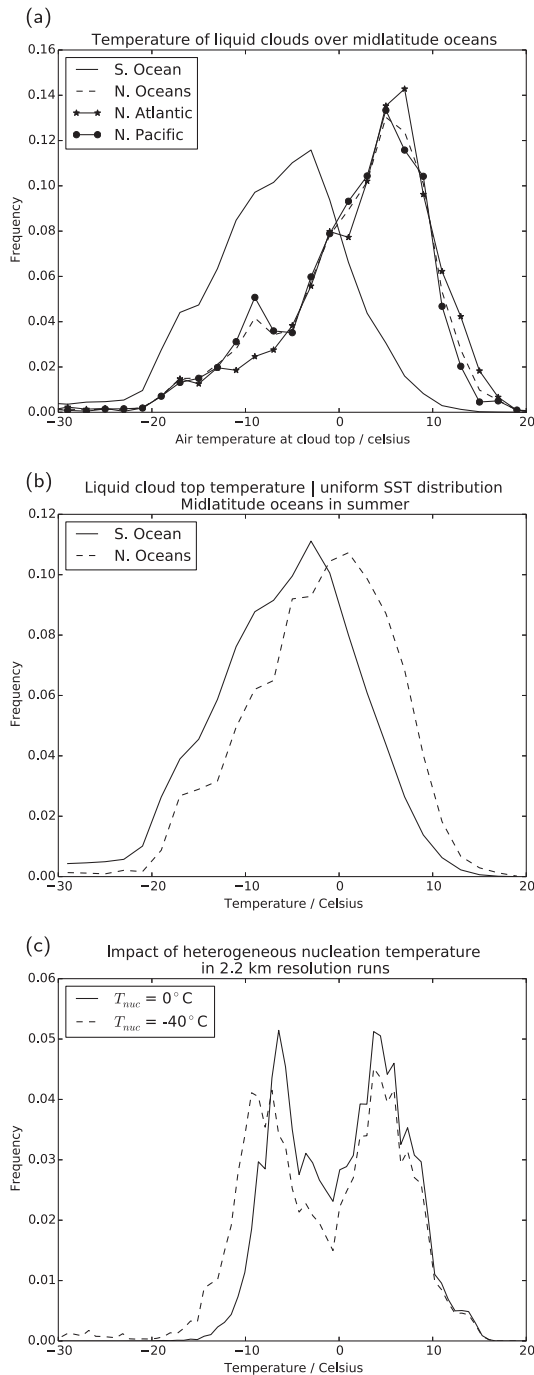 (a)
Temperature of liquid clouds over midlatitude oceans
0.16
0.14
0.12
0.10
0.08
0.06
0.04
0.02
0.00
Frequency
S. Ocean
N. Oceans
N. Atlantic
N. Pacific
−30 −20 −10 0 10 20
Air temperature at cloud top / celsius
(b)
Liquid cloud top temperature | uniform SST distribution
Midlatitude oceans in summer
0.12
0.10
0.08
0.06
0.04
0.02
0.00
Frequency
S. Ocean
N. Oceans
−30 −20 −10 0 10 20
Temperature / Celsius
(c)
Impact of heterogeneous nucleation temperature
in 2.2 km resolution runs
0.06
0.05
0.04
0.03
0.02
0.01
0.00
Frequency
T_nuc = 0°C
T_nuc = -40°C
−30 −20 −10 0 10 20
Temperature / Celsius